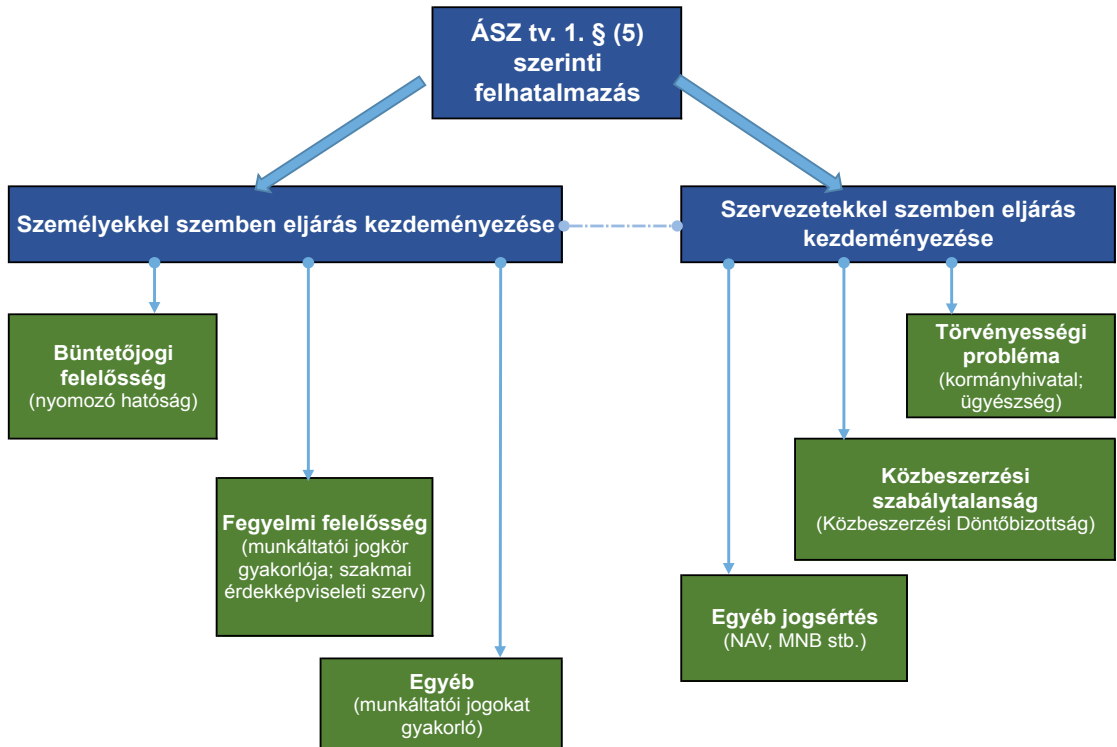 ÁSZ tv. 1. § (5)
szerinti
felhatalmazás
Személyekkel szemben eljárás kezdeményezése
Szervezetekkel szemben eljárás
kezdeményezése
Büntetőjogi
felelősség
(nyomozó hatóság)
Törvényességi
probléma
(kormányhivatal;
ügyészség)
Fegyelmi felelősség
(munkáltatói jogkör
gyakorlója; szakmai
érdekképviseleti szerv)
Közbeszerzési
szabálytalanság
(Közbeszerzési Döntőbizottság)
Egyéb
(munkáltatói jogokat
gyakorló)
Egyéb jogsértés
(NAV, MNB stb.)